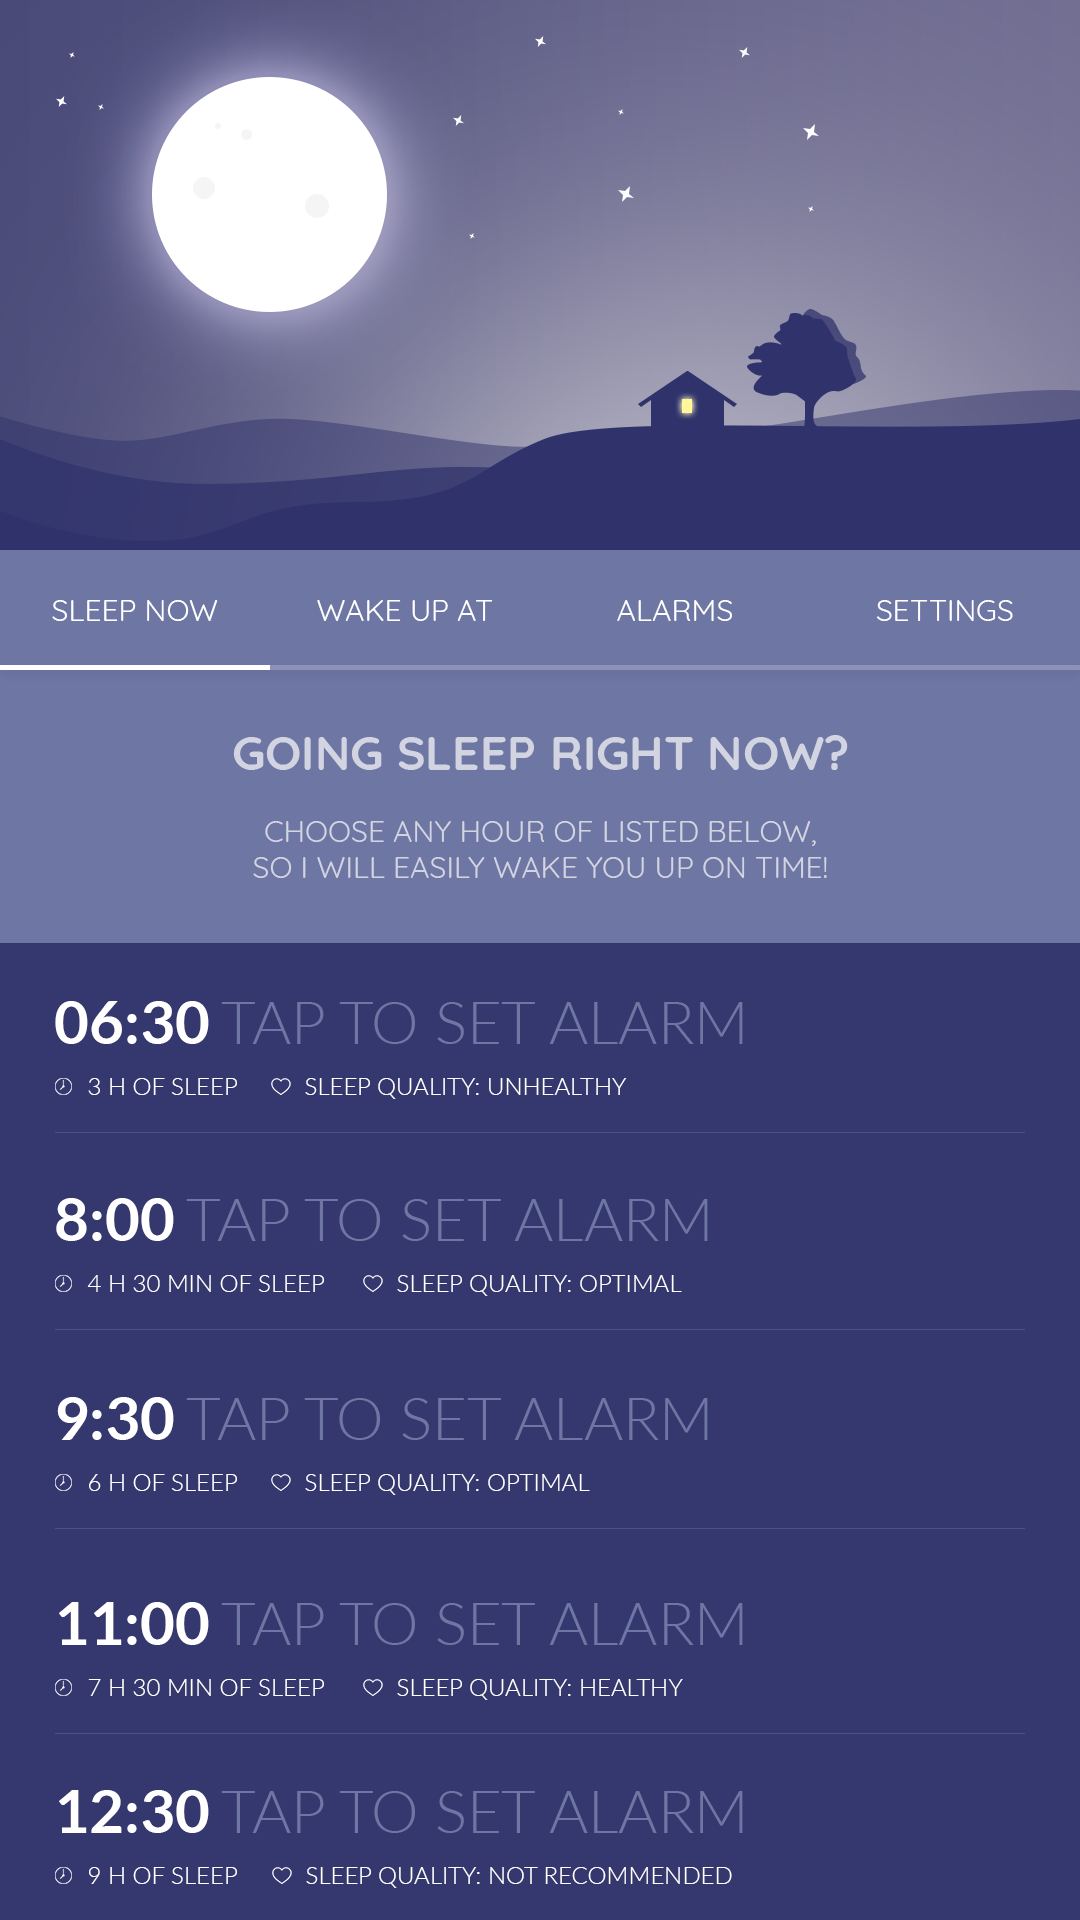 SLEEP NOW WAKE UP AT ALARMS SETTINGS
GOING SLEEP RIGHT NOW?
CHOOSE ANY HOUR OF LISTED BELOW,
SO I WILL EASILY WAKE YOU UP ON TIME!
06:30 TAP TO SET ALARM
3 H OF SLEEP SLEEP QUALITY: UNHEALTHY
8:00 TAP TO SET ALARM
4 H 30 MIN OF SLEEP SLEEP QUALITY: OPTIMAL
9:30 TAP TO SET ALARM
6 H OF SLEEP SLEEP QUALITY: OPTIMAL
11:00 TAP TO SET ALARM
7 H 30 MIN OF SLEEP SLEEP QUALITY: HEALTHY
12:30 TAP TO SET ALARM
9 H OF SLEEP SLEEP QUALITY: NOT RECOMMENDED